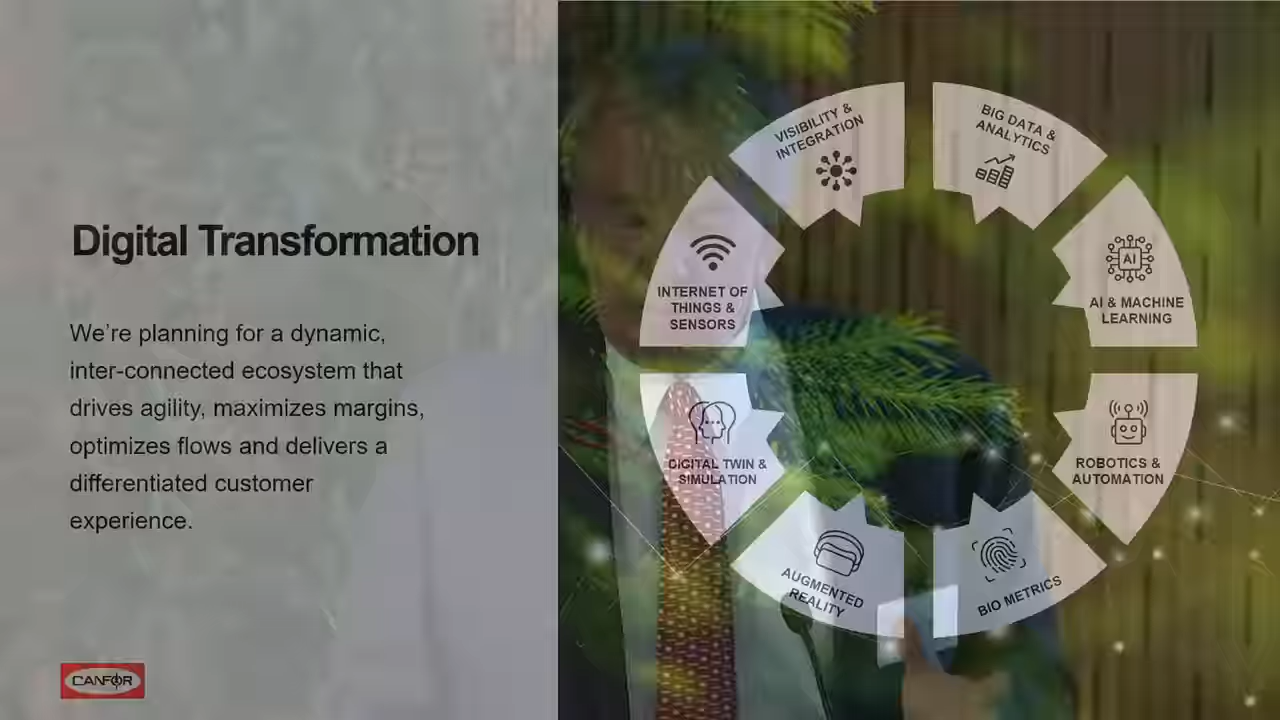 Digital Transformation
We’re planning for a dynamic,
inter-connected ecosystem that
drives agility, maximizes margins,
optimizes flows and delivers a
differentiated customer
experience.
CANFOR
VISIBILITY &
INTEGRATION
BIG DATA &
ANALYTICS
AI
AI & MACHINE
LEARNING
ROBOTICS &
AUTOMATION
BIO METRICS
AUGMENTED
REALITY
DIGITAL TWIN &
SIMULATION
INTERNET OF
THINGS &
SENSORS